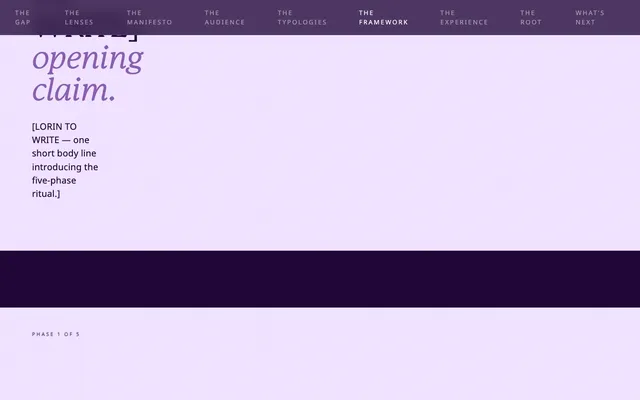 THE GAP
THE LENSES
THE MANIFESTO
THE AUDIENCE
THE TYPOLOGIES
THE FRAMEWORK
THE EXPERIENCE
THE ROOT
WHAT'S NEXT
WRITE]
opening
claim.
[LORIN TO
WRITE — one
short body line
introducing the
five-phase
ritual.]
PHASE 1 OF 5